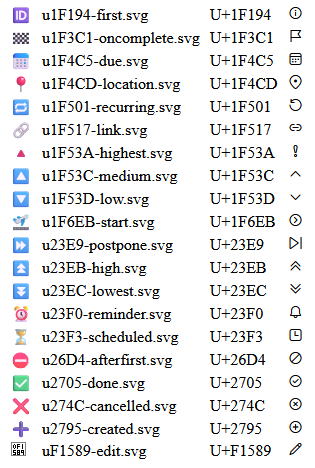 🆔 u1F194-first.svg U+1F194
🏁 u1F3C1-oncomplete.svg U+1F3C1
📅 u1F4C5-due.svg U+1F4C5
📍 u1F4CD-location.svg U+1F4CD
🔁 u1F501-recurring.svg U+1F501
🔗 u1F517-link.svg U+1F517
🔺 u1F53A-highest.svg U+1F53A
🔼 u1F53C-medium.svg U+1F53C
🔽 u1F53D-low.svg U+1F53D
🛫 u1F6EB-start.svg U+1F6EB
⏩ u23E9-postpone.svg U+23E9
⏫ u23EB-high.svg U+23EB
⏬ u23EC-lowest.svg U+23EC
⏰ u23F0-reminder.svg U+23F0
⏳ u23F3-scheduled.svg U+23F3
⛔ u26D4-afterfirst.svg U+26D4
✅ u2705-done.svg U+2705
❌ u274C-cancelled.svg U+274C
➕ u2795-created.svg U+2795
0F1589 uF1589-edit.svg U+F1589